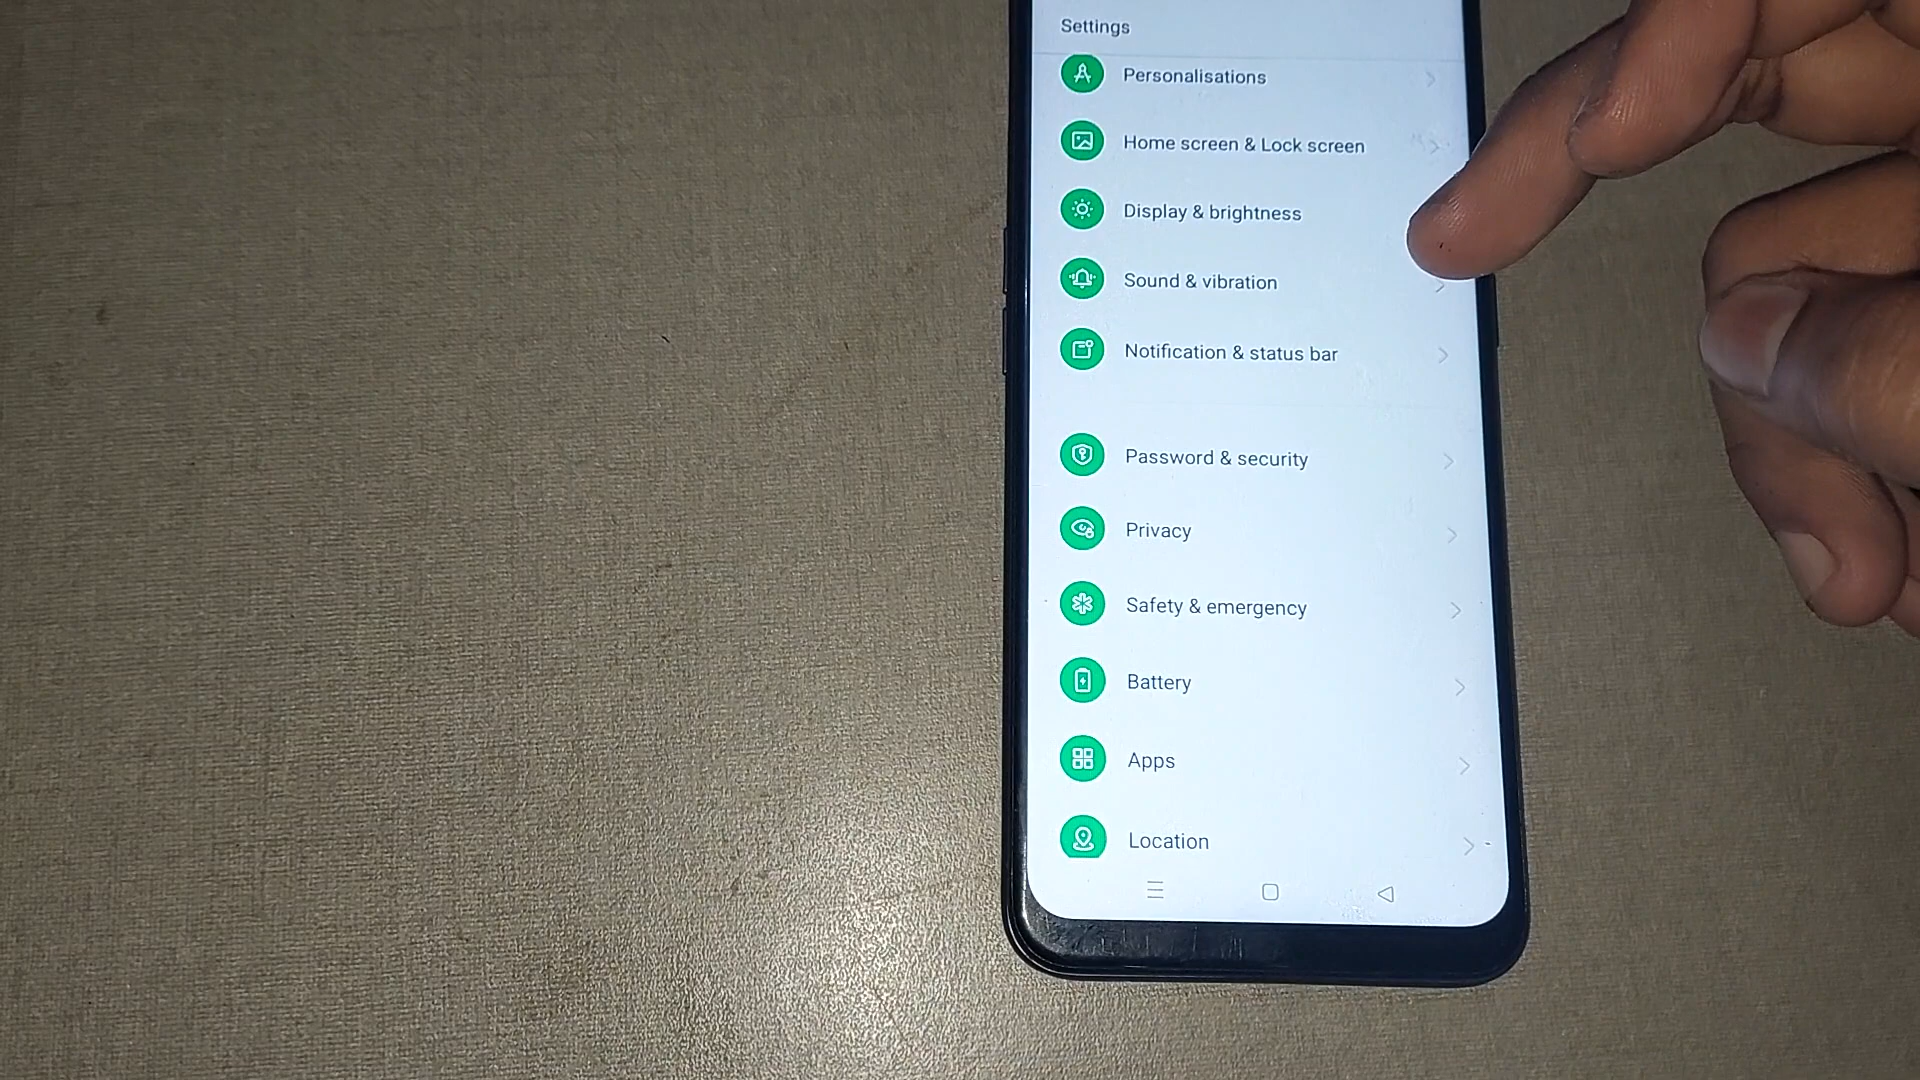 Settings
Personalisations
Home screen & Lock screen
Display & brightness
Sound & vibration
Notification & status bar
Password & security
Privacy
Safety & emergency
Battery
Apps
Location